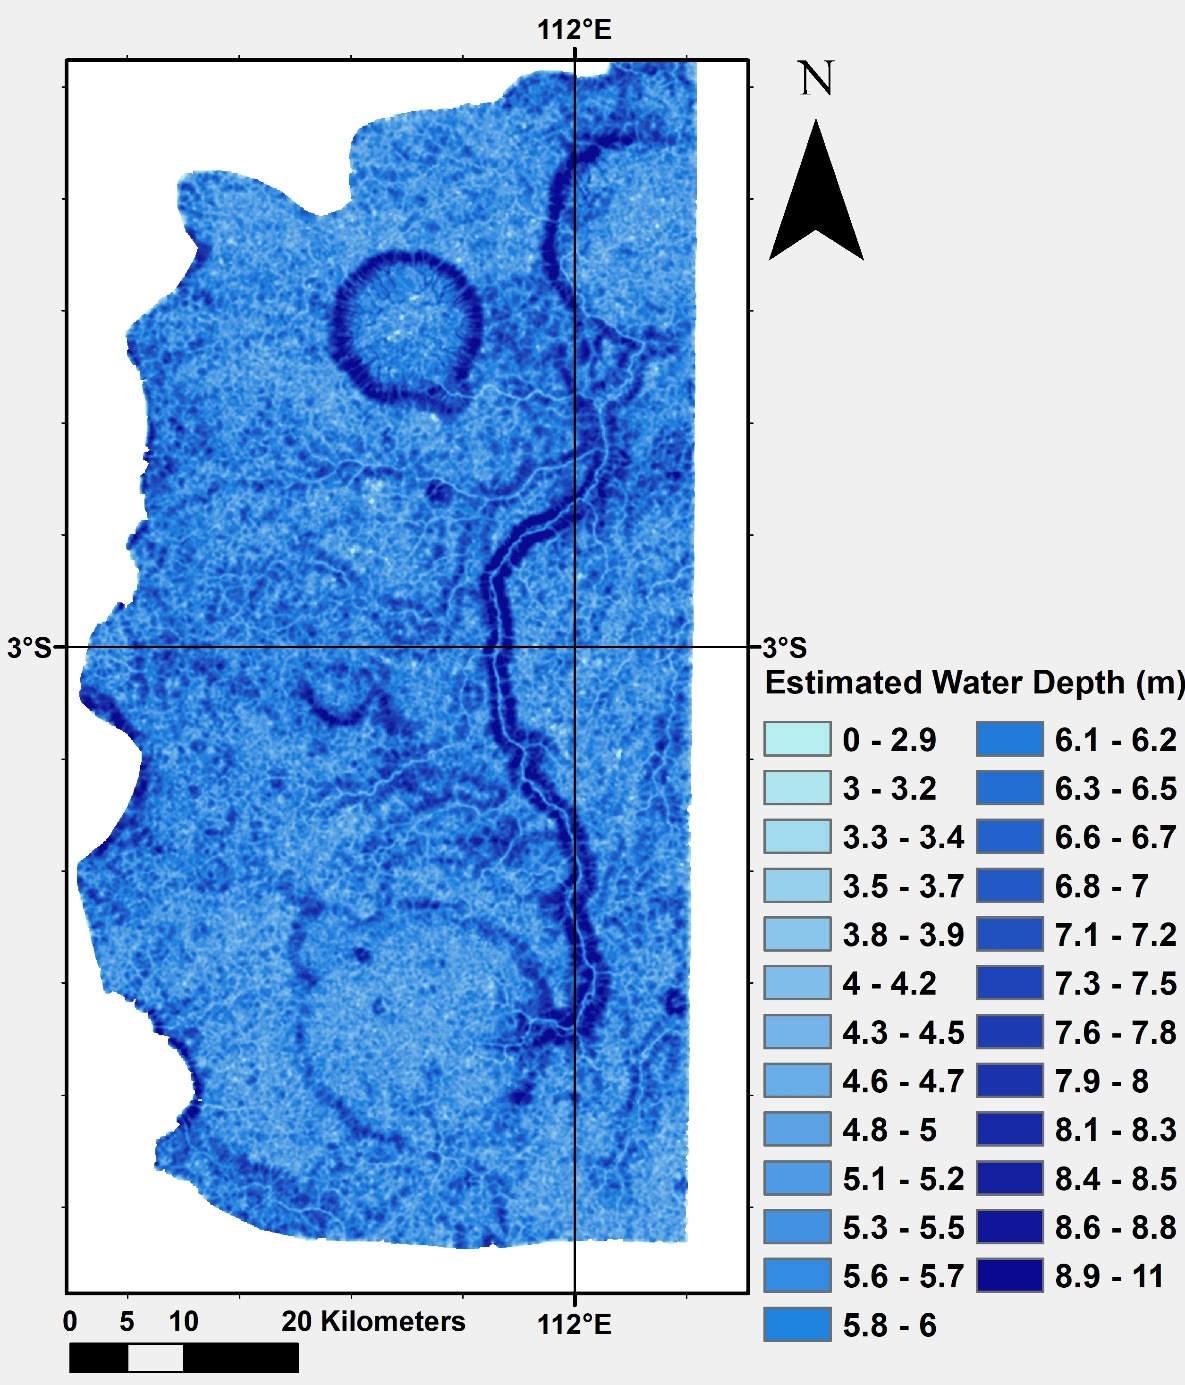 112°E
N
3°S
3°S
Estimated Water Depth (m)
0 - 2.9
3 - 3.2
3.3 - 3.4
3.5 - 3.7
3.8 - 3.9
4 - 4.2
4.3 - 4.5
4.6 - 4.7
4.8 - 5
5.1 - 5.2
5.3 - 5.5
5.6 - 5.7
5.8 - 6
6.1 - 6.2
6.3 - 6.5
6.6 - 6.7
6.8 - 7
7.1 - 7.2
7.3 - 7.5
7.6 - 7.8
7.9 - 8
8.1 - 8.3
8.4 - 8.5
8.6 - 8.8
8.9 - 11
0 5 10 20 Kilometers
112°E